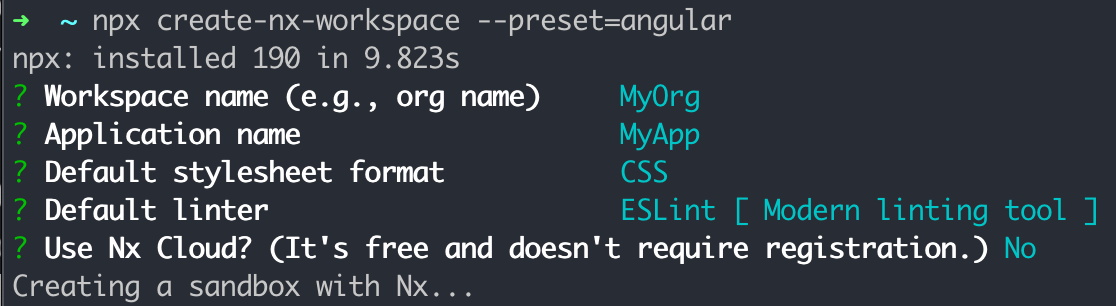 ➜ ~ npx create-nx-workspace --preset=angular
npx: installed 190 in 9.823s
? Workspace name (e.g., org name) MyOrg
? Application name MyApp
? Default stylesheet format CSS
? Default linter ESLint [ Modern linting tool ]
? Use Nx Cloud? (It's free and doesn't require registration.) No
Creating a sandbox with Nx...